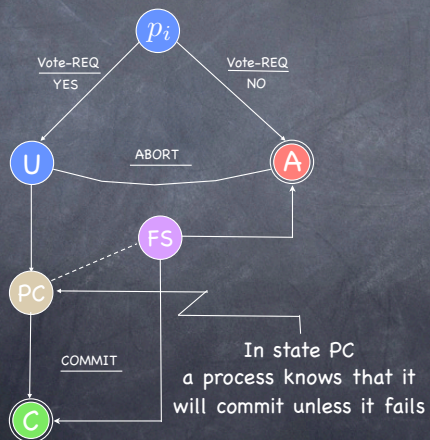 pi
Vote-REQ
YES
Vote-REQ
NO
U
ABORT
A
FS
PC
In state PC
a process knows that it
will commit unless it fails
COMMIT
C